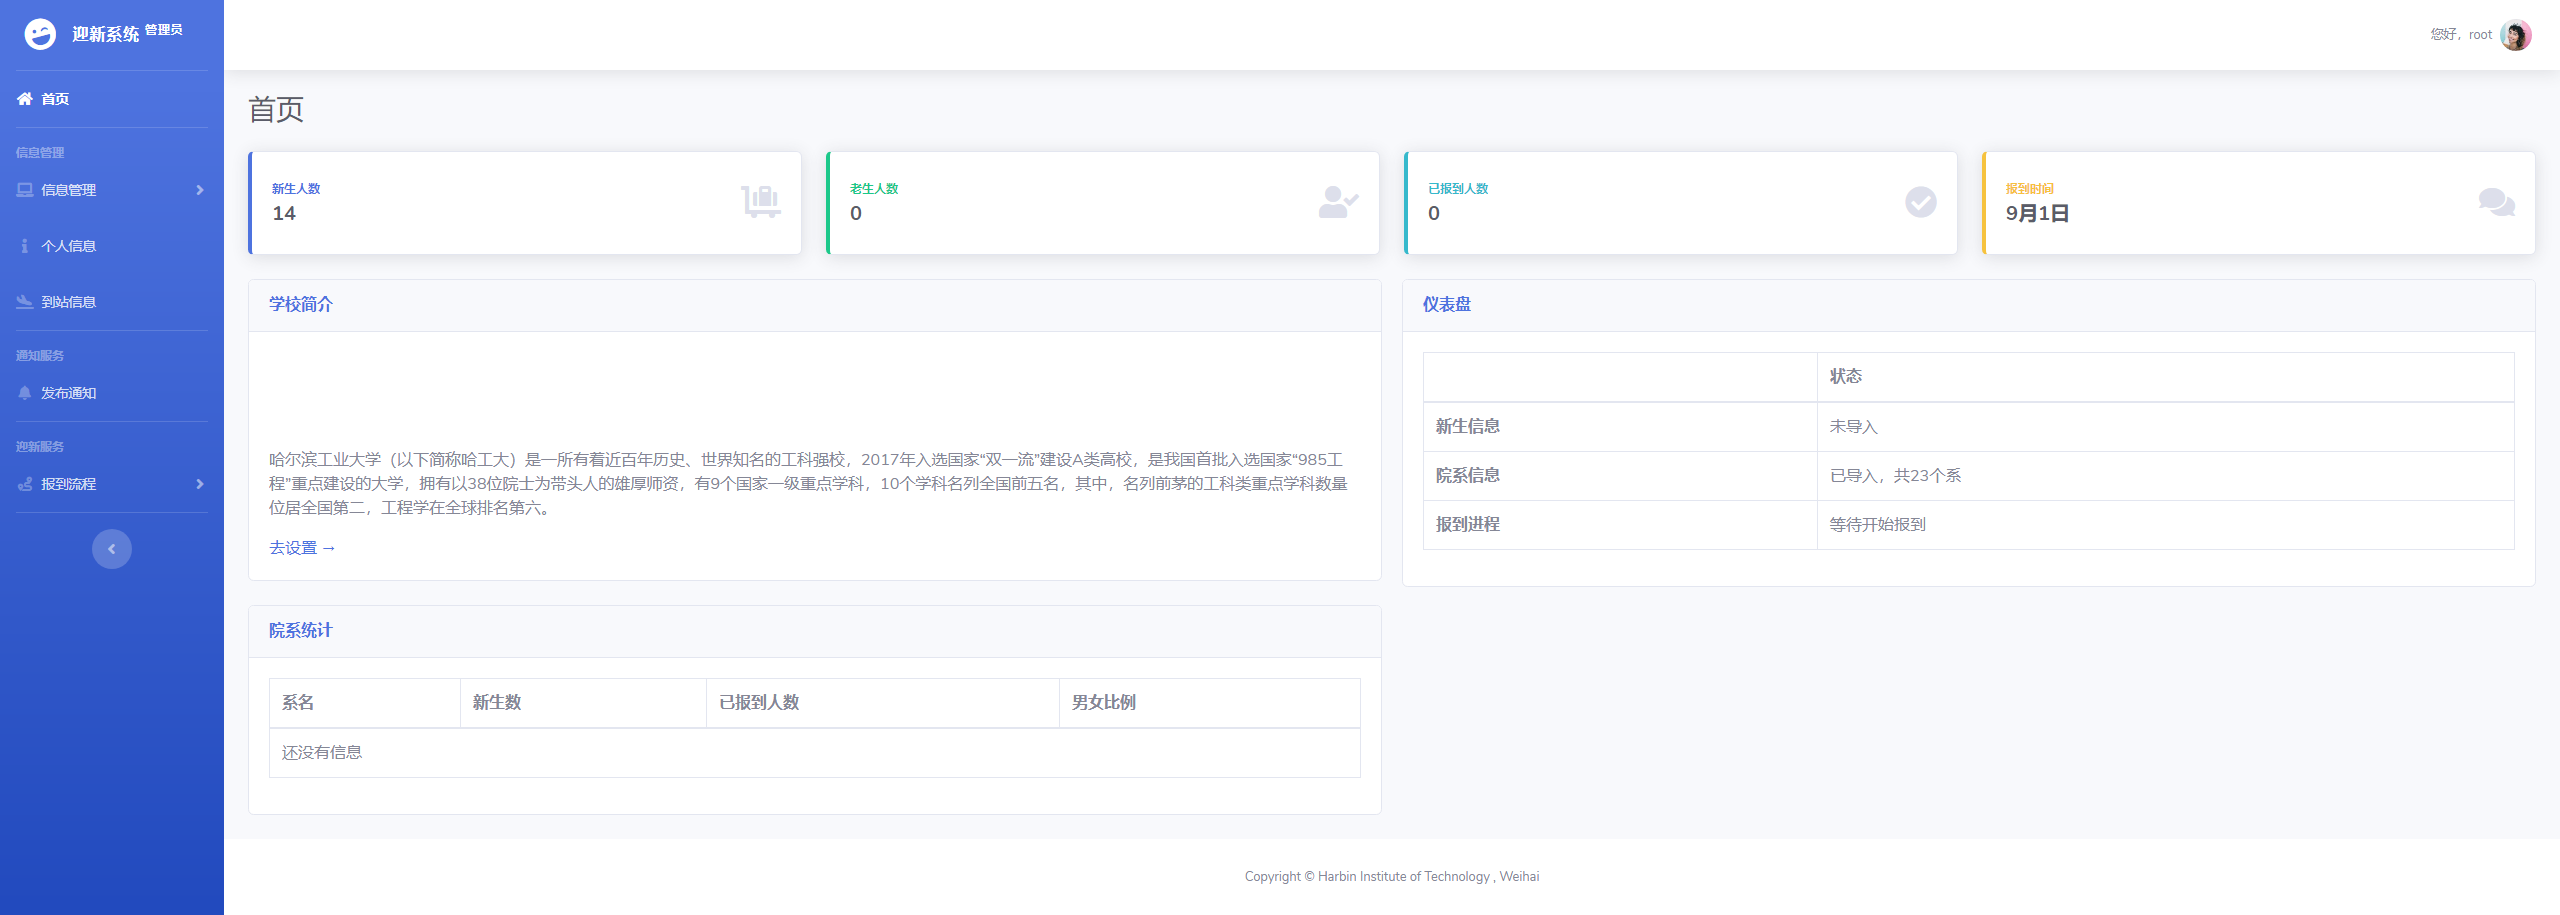 迎新系统 管理员
首页
信息管理
信息管理
个人信息
到站信息
通知服务
发布通知
迎新服务
报到流程
您好，root
首页
新生人数
14
老生人数
0
已报到人数
0
报到时间
9月1日
学校简介
哈尔滨工业大学（以下简称哈工大）是一所有着近百年历史、世界知名的工科强校，2017年入选国家“双一流”建设A类高校，是我国首批入选国家“985工
程”重点建设的大学，拥有以38位院士为带头人的雄厚师资，有9个国家一级重点学科，10个学科名列全国前五名，其中，名列前茅的工科类重点学科数量
位居全国第二，工程学在全球排名第六。
去设置 →
仪表盘
状态
新生信息 未导入
院系信息 已导入，共23个系
报到进程 等待开始报到
院系统计
系名 新生数 已报到人数 男女比例
还没有信息
Copyright © Harbin Institute of Technology , Weihai